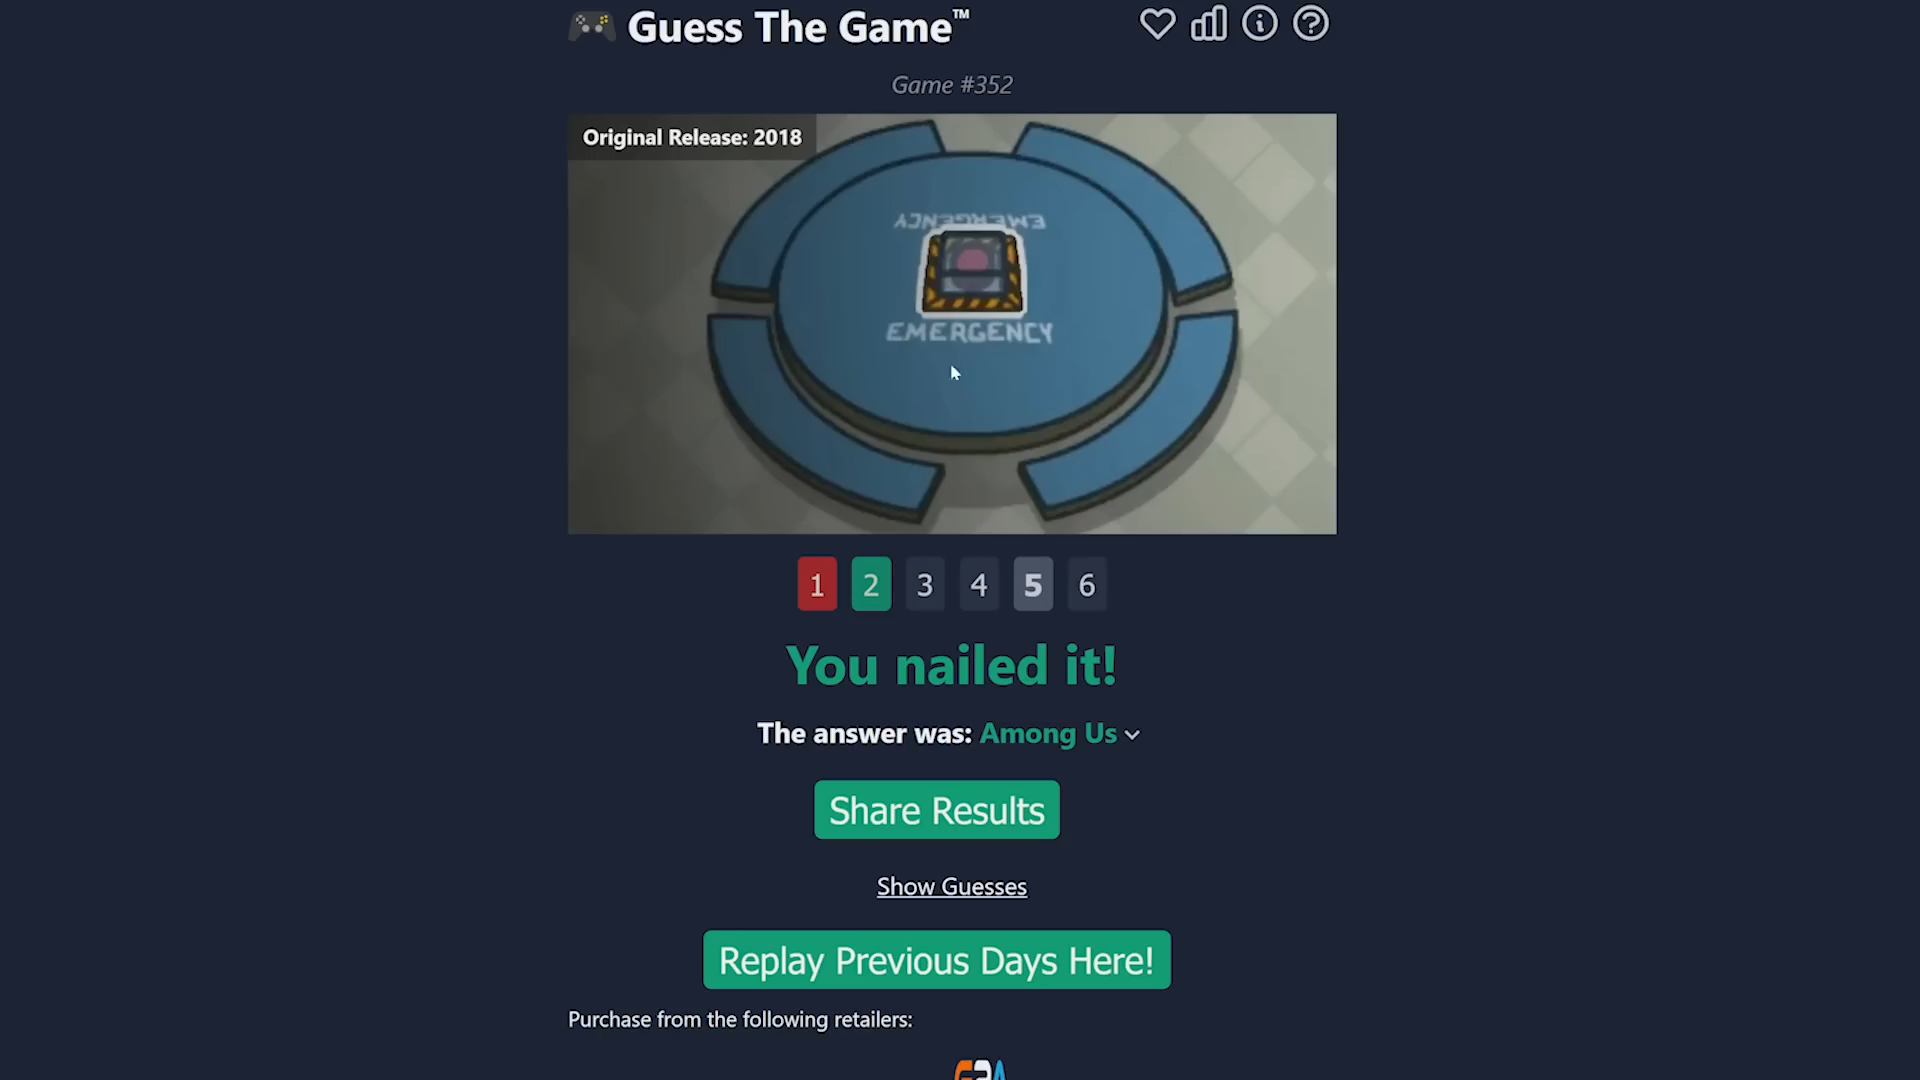 Guess The Game™
Game #352
Original Release: 2018
EMERGENCY
EMERGENCY
1 2 3 4 5 6
You nailed it!
The answer was: Among Us
Share Results
Show Guesses
Replay Previous Days Here!
Purchase from the following retailers:
G2A